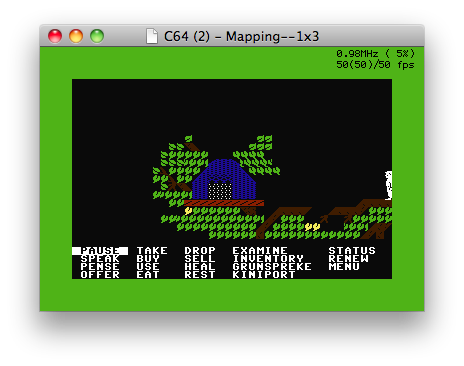 C64 (2) - Mapping--1x3
0.98MHz ( 5%)
50(50)/50 fps
PAUSE TAKE DROP EXAMINE STATUS
SPEAK BUY SELL INVENTORY RENEW
PENSE USE HEAL GRUNSPREKE MENU
OFFER EAT REST KINIPORT